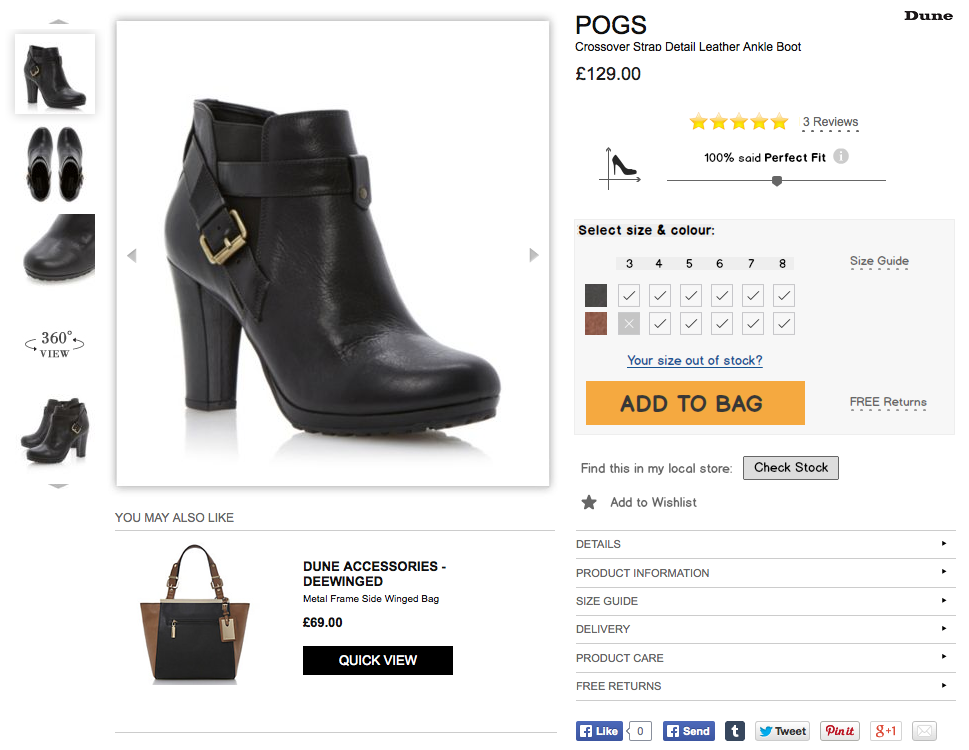 POGS
Dune
Crossover Strap Detail Leather Ankle Boot
£129.00
3 Reviews
100% said Perfect Fit i
Select size & colour:
3 4 5 6 7 8
Size Guide
Your size out of stock?
ADD TO BAG
FREE Returns
Find this in my local store: Check Stock
Add to Wishlist
360°
VIEW
YOU MAY ALSO LIKE
DUNE ACCESSORIES -
DEEWINGED
Metal Frame Side Winged Bag
£69.00
QUICK VIEW
DETAILS
PRODUCT INFORMATION
SIZE GUIDE
DELIVERY
PRODUCT CARE
FREE RETURNS
f Like 0 f Send t Tweet Pin it g+1